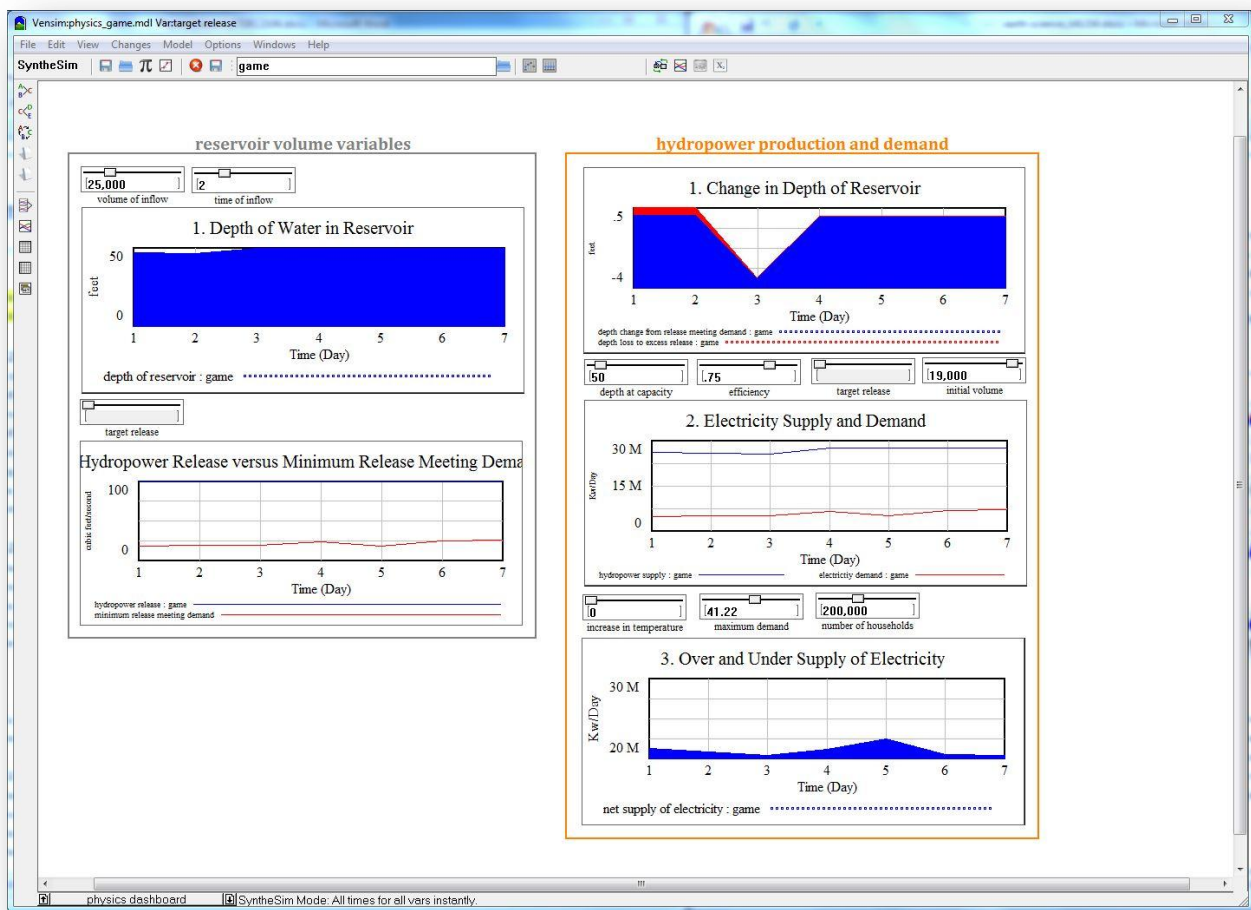 Vensim:physics_game.mdl Var:target release
File Edit View Changes Model Options Windows Help
SyntheSim game
reservoir volume variables
25,000
2
volume of inflow
time of inflow
1. Depth of Water in Reservoir
50
feet
0
1 2 3 4 5 6 7
Time (Day)
depth of reservoir : game
target release
Hydropower Release versus Minimum Release Meeting Dema
100
cubic feet/second
0
1 2 3 4 5 6 7
Time (Day)
hydropower release : game
minimum release meeting demand
hydropower production and demand
1. Change in Depth of Reservoir
.5
feet
-4
1 2 3 4 5 6 7
Time (Day)
depth change from release meeting demand : game
depth loss to excess release : game
50
.75
19,000
depth at capacity
efficiency
target release
initial volume
2. Electricity Supply and Demand
30 M
Kw/Day
15 M
0
1 2 3 4 5 6 7
Time (Day)
hydropower supply : game
electrictiy demand : game
0
41.22
200,000
increase in temperature
maximum demand
number of households
3. Over and Under Supply of Electricity
30 M
Kw/Day
20 M
1 2 3 4 5 6 7
Time (Day)
net supply of electricity : game
physics dashboard
SyntheSim Mode: All times for all vars instantly.